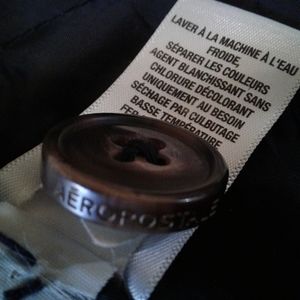 LAVER À LA MACHINE À L'EAU
FROIDE
SÉPARER LES COULEURS
AGENT BLANCHISSANT SANS
CHLORURE DÉCOLORANT
UNIQUEMENT AU BESOIN
SÉCHAGE PAR CULBUTAGE
BASSE TEMPÉRATURE
FER
AÉROPOSTALE